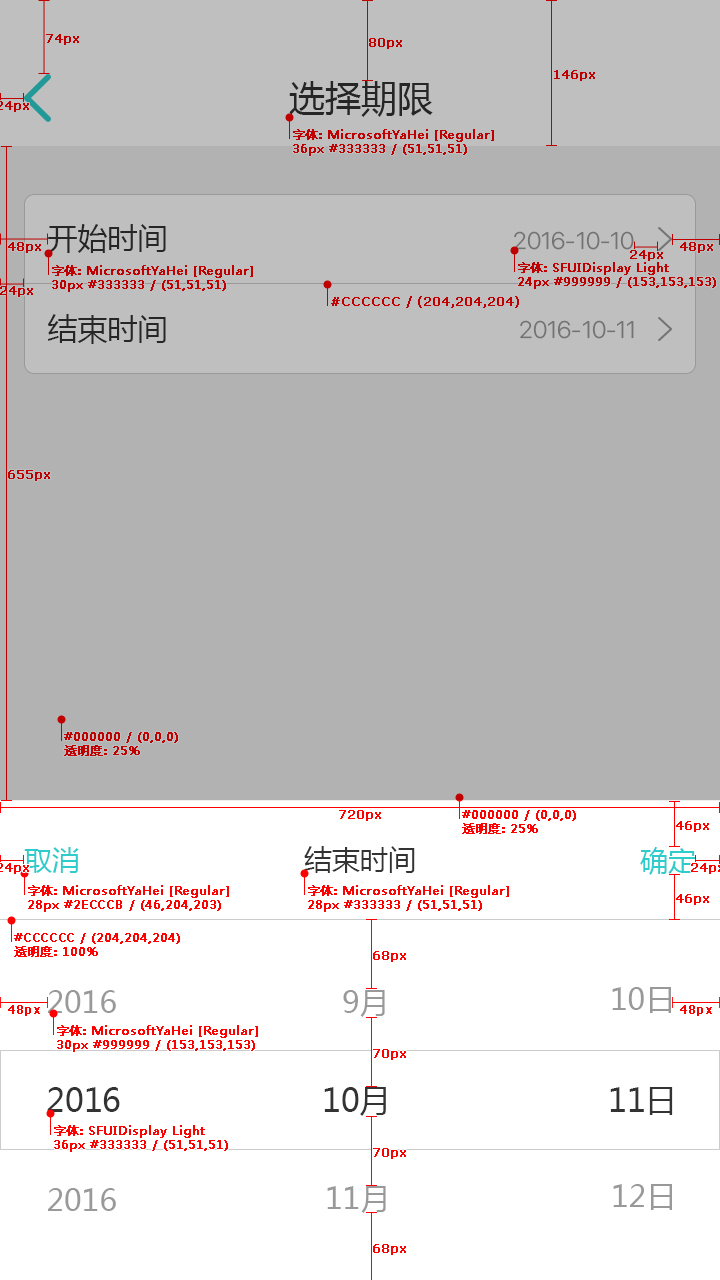 74px
80px
146px
24px
选择期限
字体: MicrosoftYaHei [Regular]
36px #333333 / (51,51,51)
开始时间
2016-10-10
48px
24px
48px
字体: MicrosoftYaHei [Regular]
30px #333333 / (51,51,51)
字体: SFUIDisplay Light
24px #999999 / (153,153,153)
24px
#CCCCCC / (204,204,204)
结束时间
2016-10-11
655px
#000000 / (0,0,0)
透明度: 25%
720px
#000000 / (0,0,0)
透明度: 25%
46px
取消
结束时间
确定
24px
24px
字体: MicrosoftYaHei [Regular]
28px #2ECCCB / (46,204,203)
字体: MicrosoftYaHei [Regular]
28px #333333 / (51,51,51)
46px
#CCCCCC / (204,204,204)
透明度: 100%
68px
2016
9月
10日
48px
48px
字体: MicrosoftYaHei [Regular]
30px #999999 / (153,153,153)
70px
2016
10月
11日
字体: SFUIDisplay Light
36px #333333 / (51,51,51)
70px
2016
11月
12日
68px